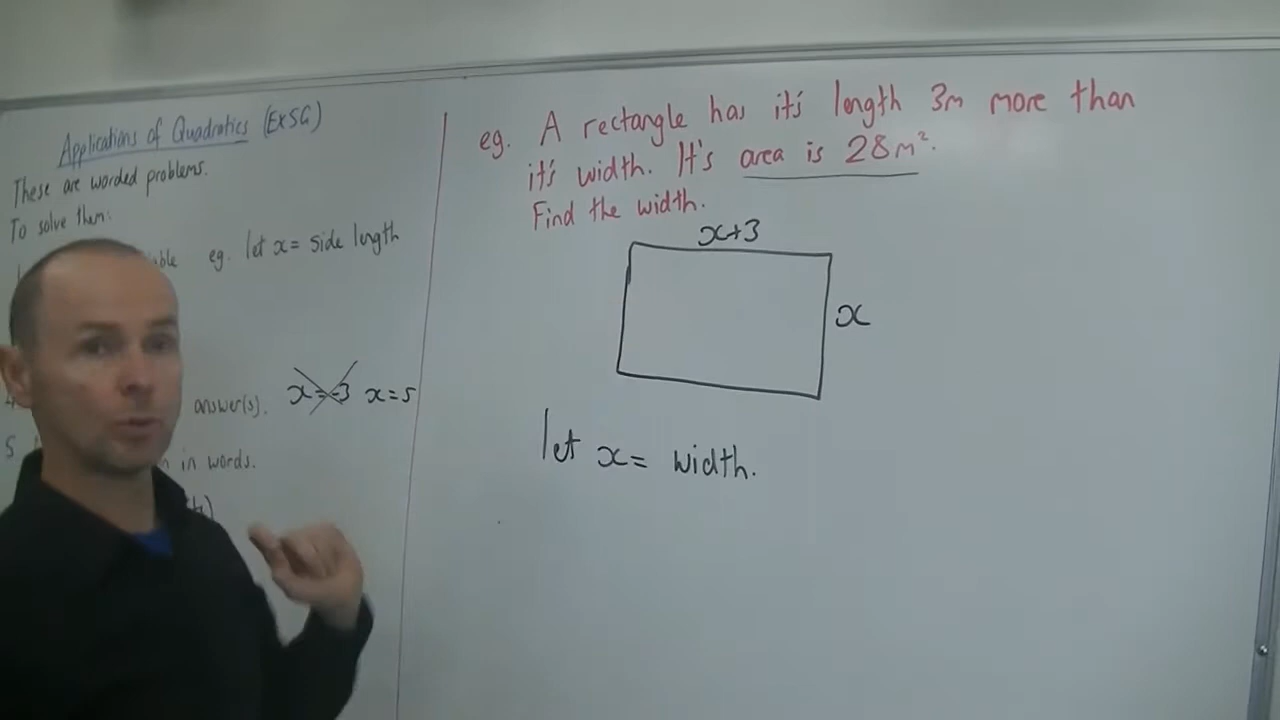 Applications of Quadratics (Ex5G)
These are worded problems.
To solve them:
eg. let x = side length
answer(s). x=-3 x=5
5
in words.
eg. A rectangle has it's length 3m more than
it's width. It's area is 28m².
Find the width.
x+3
x
let x = width.